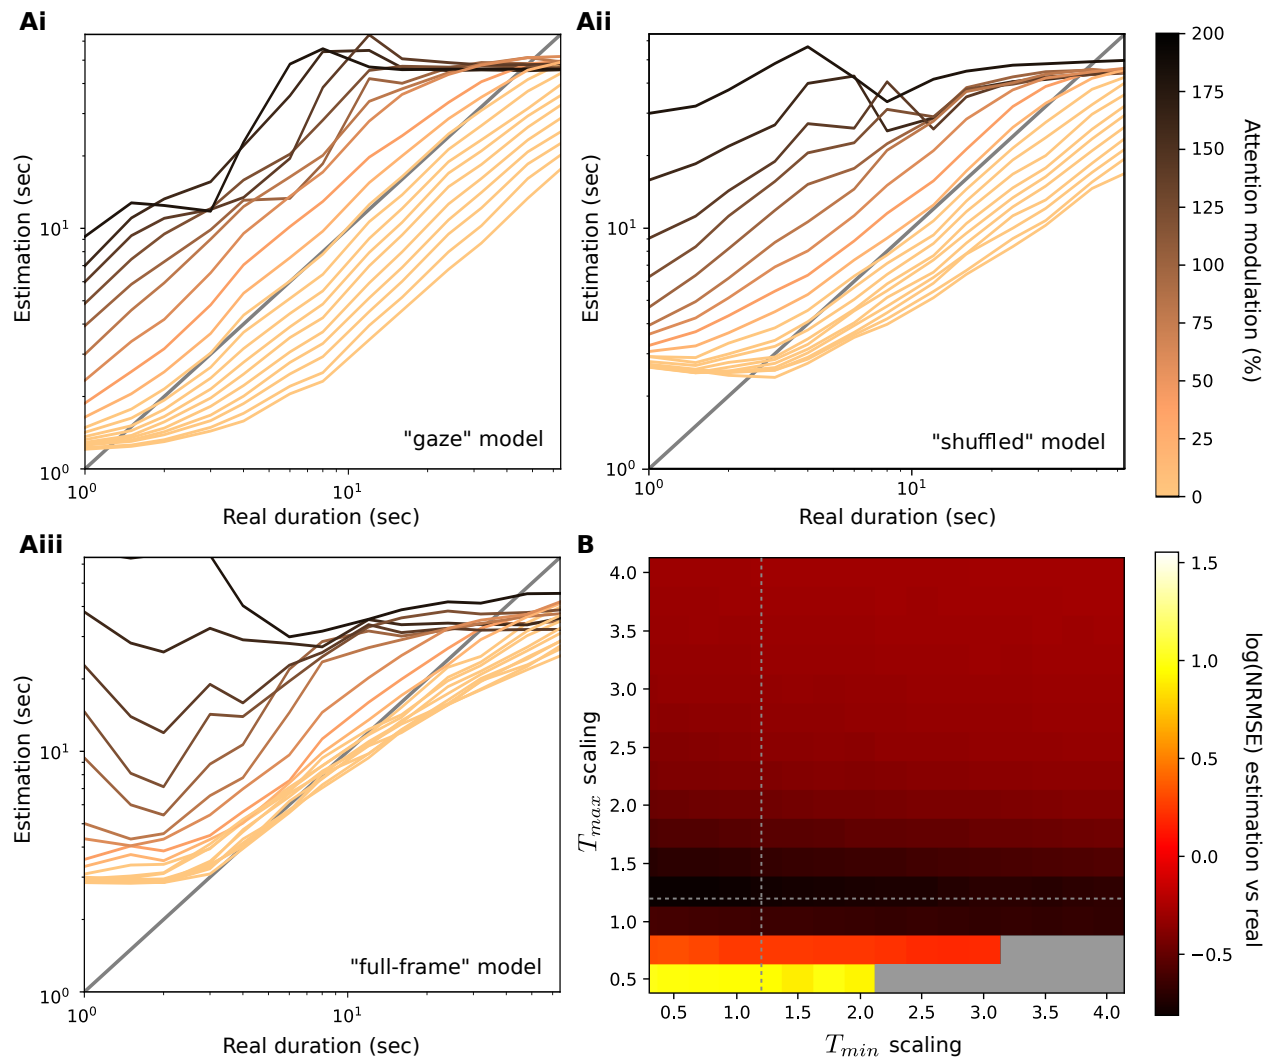 Ai
Estimation (sec)
10¹
10⁰
10⁰
10¹
Real duration (sec)
"gaze" model
Aii
Estimation (sec)
10¹
10⁰
10⁰
10¹
Real duration (sec)
"shuffled" model
200
175
150
125
100
75
50
25
0
Attention modulation (%)
Aiii
Estimation (sec)
10¹
10⁰
10⁰
10¹
Real duration (sec)
"full-frame" model
B
T_max scaling
4.0
3.5
3.0
2.5
2.0
1.5
1.0
0.5
0.5
1.0
1.5
2.0
2.5
3.0
3.5
4.0
T_min scaling
1.5
1.0
0.5
0.0
−0.5
log(NRMSE) estimation vs real